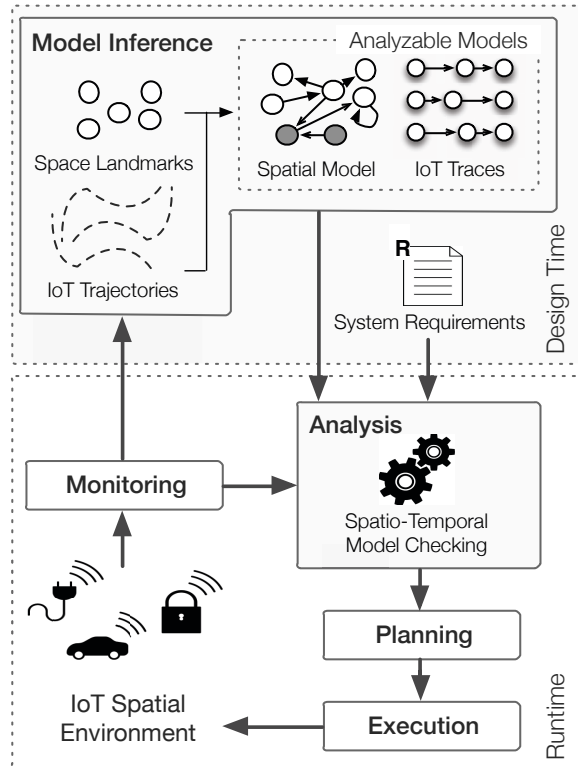 Model Inference
Analyzable Models
Space Landmarks
Spatial Model
IoT Traces
IoT Trajectories
R
System Requirements
Design Time
Analysis
Monitoring
Spatio-Temporal
Model Checking
Planning
IoT Spatial
Environment
Execution
Runtime